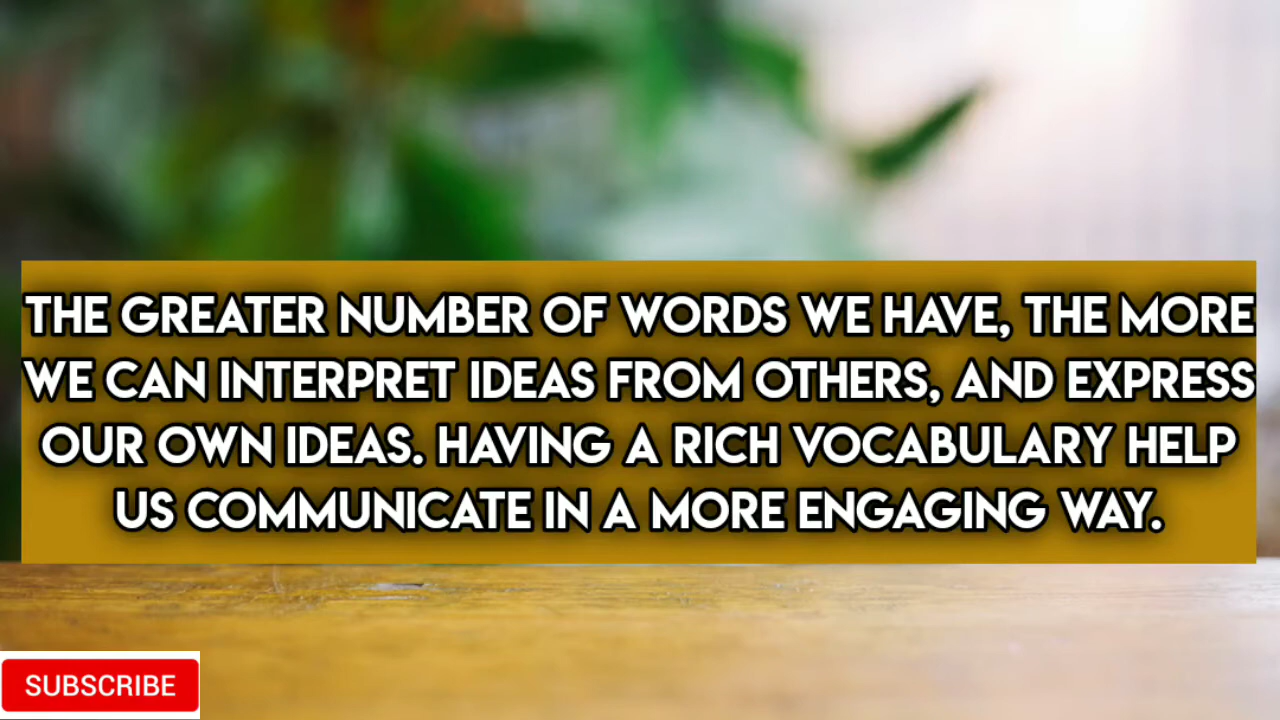 THE GREATER NUMBER OF WORDS WE HAVE, THE MORE
WE CAN INTERPRET IDEAS FROM OTHERS, AND EXPRESS
OUR OWN IDEAS. HAVING A RICH VOCABULARY HELP
US COMMUNICATE IN A MORE ENGAGING WAY.
SUBSCRIBE